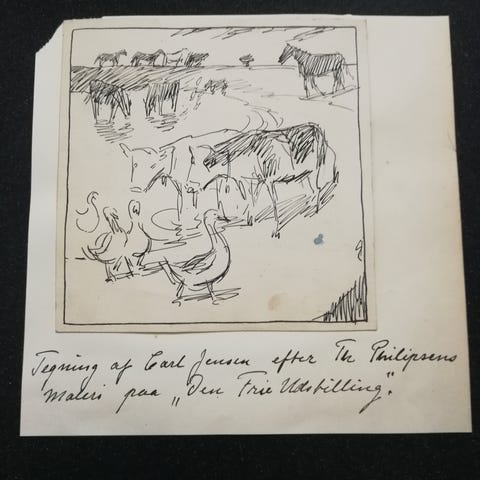 Tegning af Carl Jensen efter Th Philipsens
maleri paa „Den Frie Udstilling".